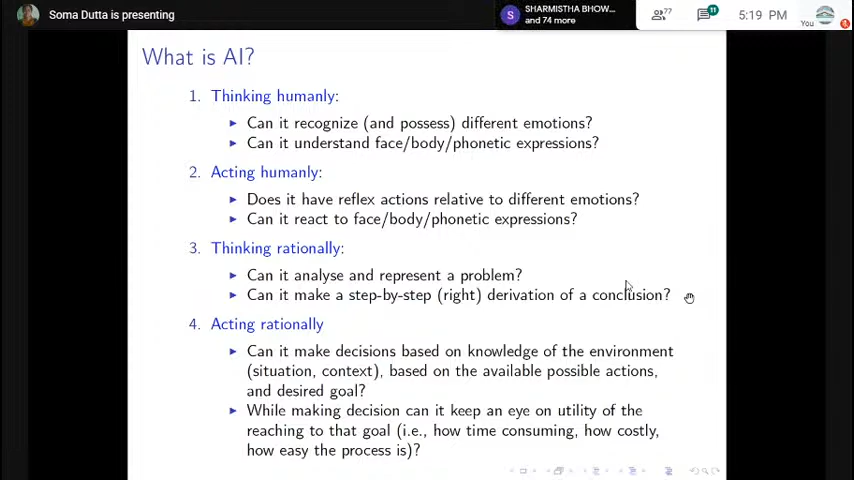 Soma Dutta is presenting
S
SHARMISTHA BHOW...
and 74 more
77
11
5:19 PM
You
What is AI?
1. Thinking humanly:
► Can it recognize (and possess) different emotions?
► Can it understand face/body/phonetic expressions?
2. Acting humanly:
► Does it have reflex actions relative to different emotions?
► Can it react to face/body/phonetic expressions?
3. Thinking rationally:
► Can it analyse and represent a problem?
► Can it make a step-by-step (right) derivation of a conclusion?
4. Acting rationally
► Can it make decisions based on knowledge of the environment
(situation, context), based on the available possible actions,
and desired goal?
► While making decision can it keep an eye on utility of the
reaching to that goal (i.e., how time consuming, how costly,
how easy the process is)?